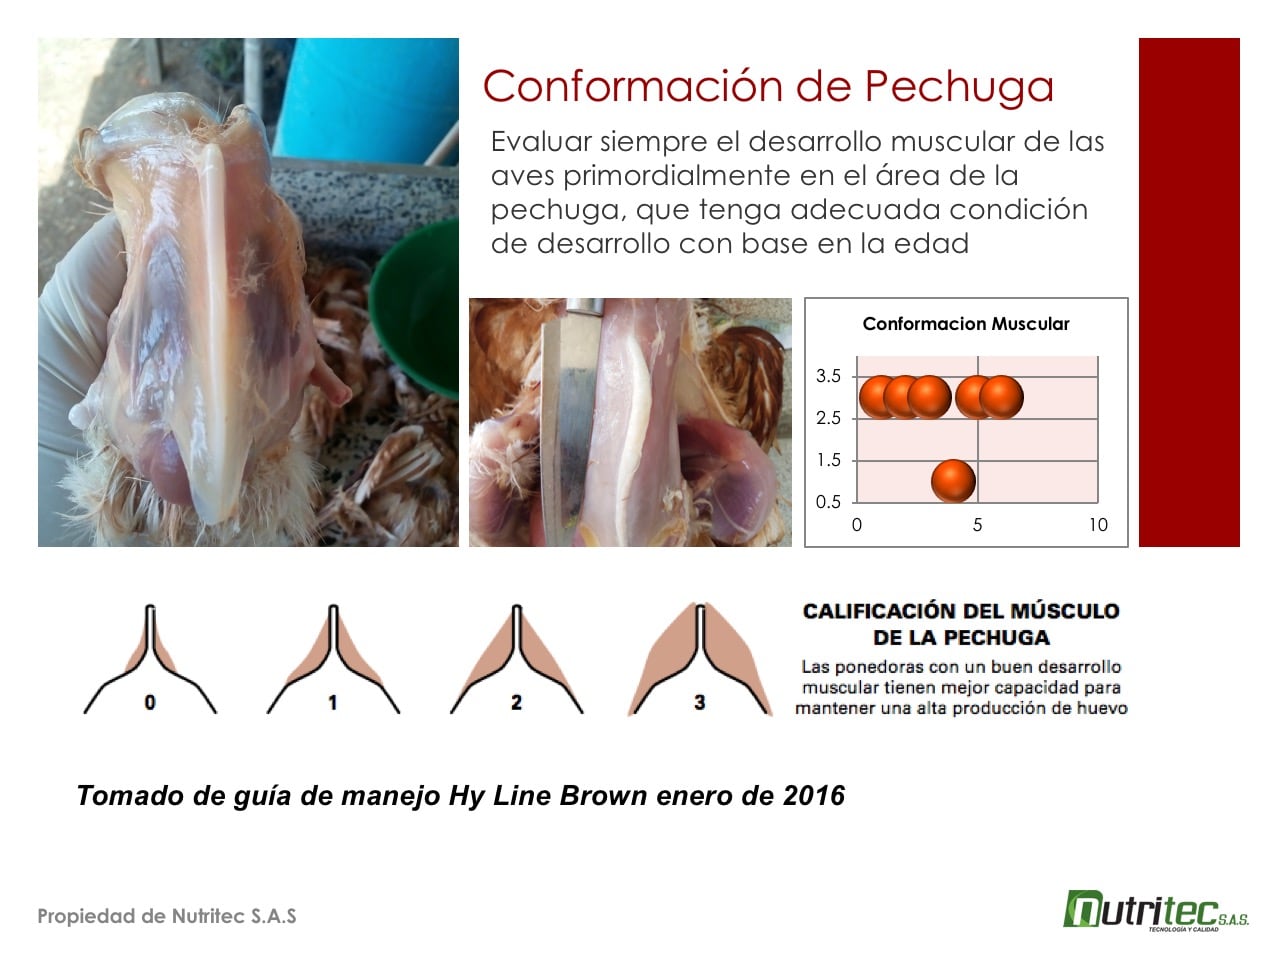 Conformación de Pechuga
Evaluar siempre el desarrollo muscular de las
aves primordialmente en el área de la
pechuga, que tenga adecuada condición
de desarrollo con base en la edad
Conformacion Muscular
3.5
2.5
1.5
0.5
0 5 10
0 1 2 3
CALIFICACIÓN DEL MÚSCULO
DE LA PECHUGA
Las ponedoras con un buen desarrollo
muscular tienen mejor capacidad para
mantener una alta producción de huevo
Tomado de guía de manejo Hy Line Brown enero de 2016
Propiedad de Nutritec S.A.S
nutritec S.A.S.
TECNOLOGÍA Y CALIDAD